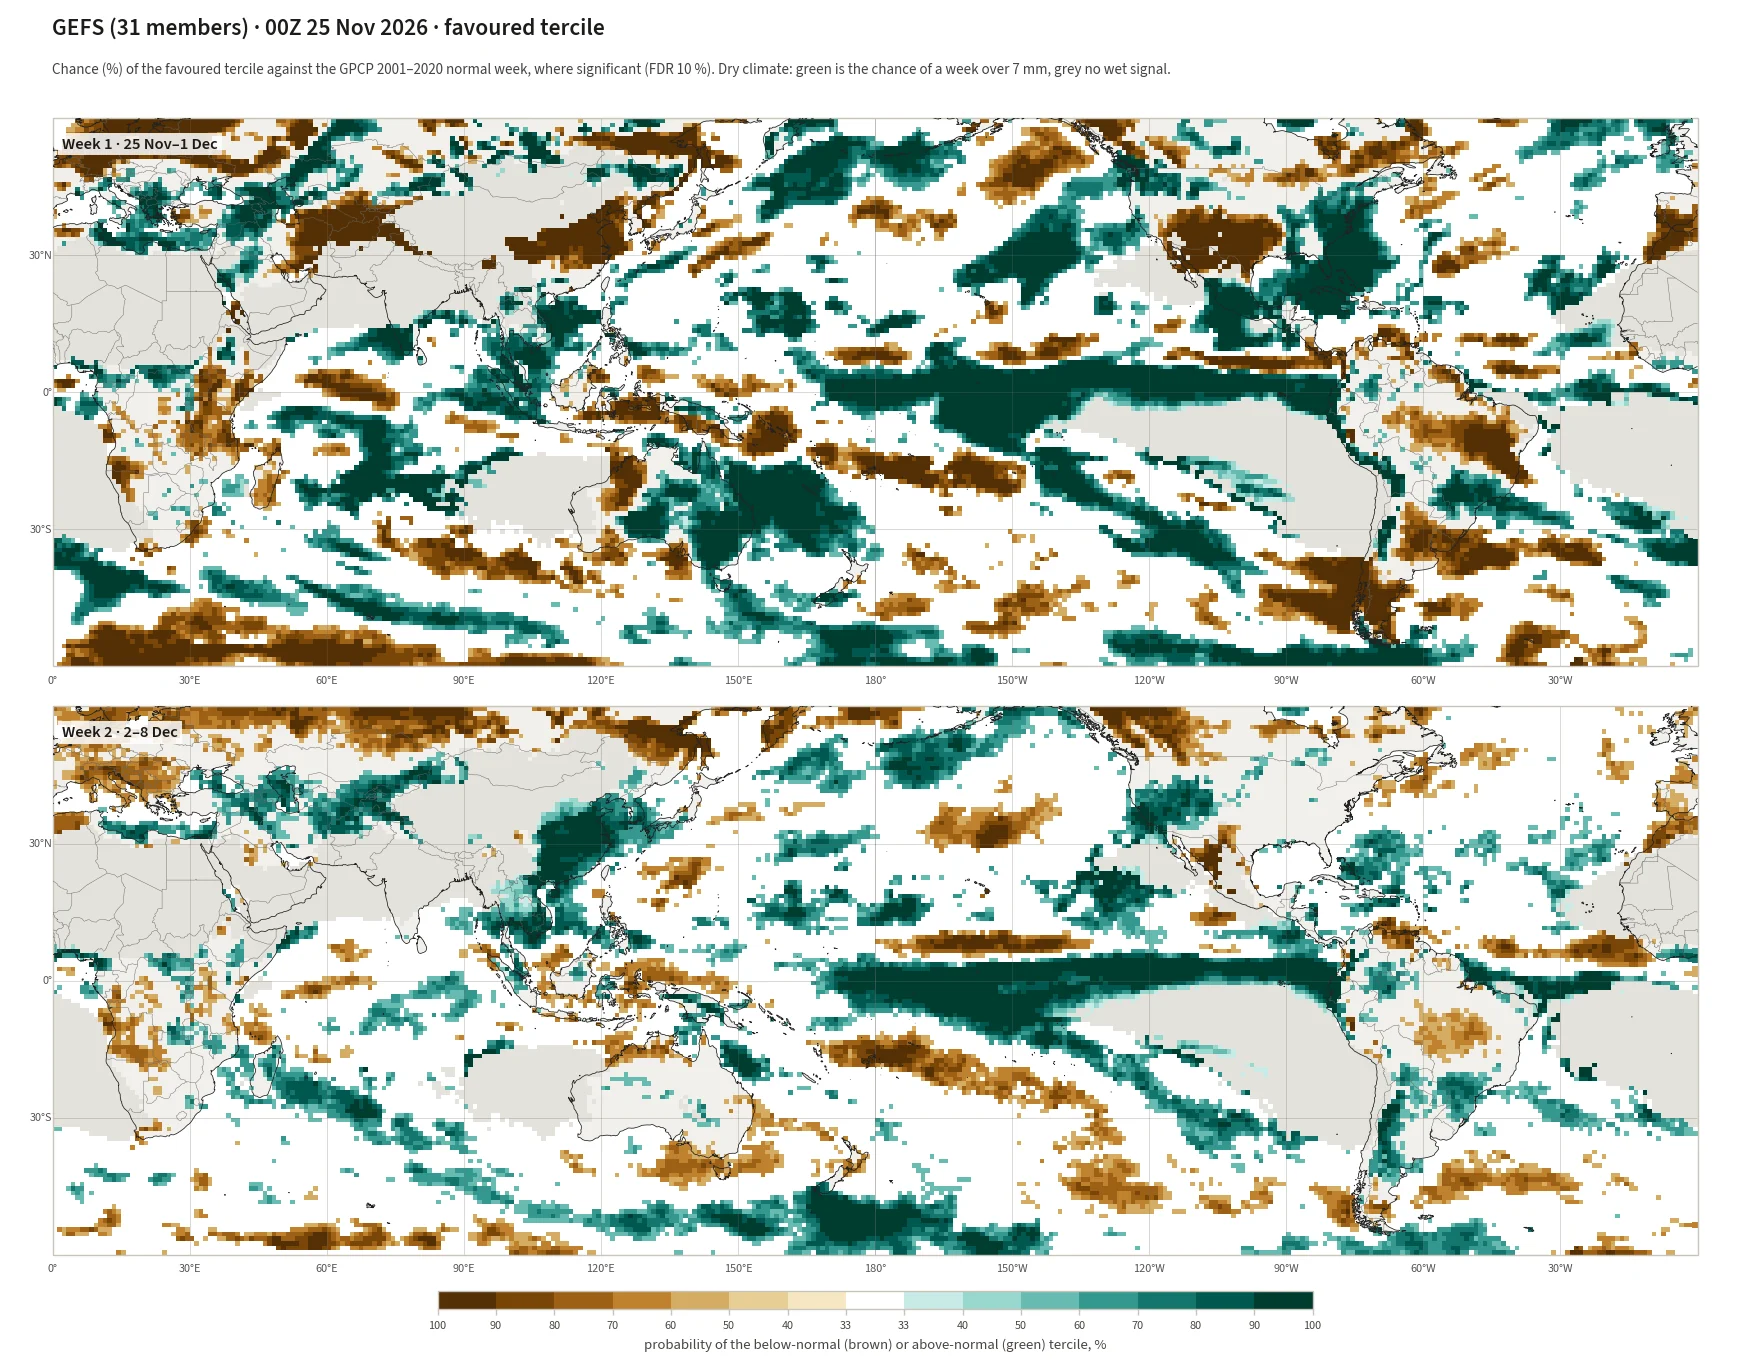 GEFS (31 members) · 00Z 25 Nov 2026 · favoured tercile
Chance (%) of the favoured tercile against the GPCP 2001–2020 normal week, where significant (FDR 10 %). Dry climate: green is the chance of a week over 7 mm, grey no wet signal.
Week 1 · 25 Nov–1 Dec
30°N
0°
30°S
0° 30°E 60°E 90°E 120°E 150°E 180° 150°W 120°W 90°W 60°W 30°W
Week 2 · 2–8 Dec
30°N
0°
30°S
0° 30°E 60°E 90°E 120°E 150°E 180° 150°W 120°W 90°W 60°W 30°W
100 90 80 70 60 50 40 33 33 40 50 60 70 80 90 100
probability of the below-normal (brown) or above-normal (green) tercile, %